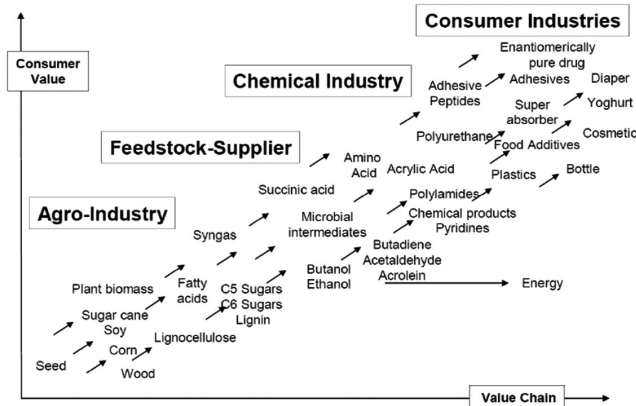 Consumer Industries
Consumer
Value
Enantiomerically
pure drug
Chemical Industry
Adhesive
Peptides
Adhesives
Diaper
Super
absorber
Yoghurt
Feedstock-Supplier
Polyurethane
Food Additives
Cosmetic
Amino
Acid
Acrylic Acid
Plastics
Bottle
Succinic acid
Polylamides
Agro-Industry
Microbial
intermediates
Chemical products
Pyridines
Syngas
Butadiene
Acetaldehyde
Acrolein
Butanol
Ethanol
Energy
Plant biomass
Fatty
acids
C5 Sugars
C6 Sugars
Lignin
Sugar cane
Soy
Lignocellulose
Corn
Seed
Wood
Value Chain